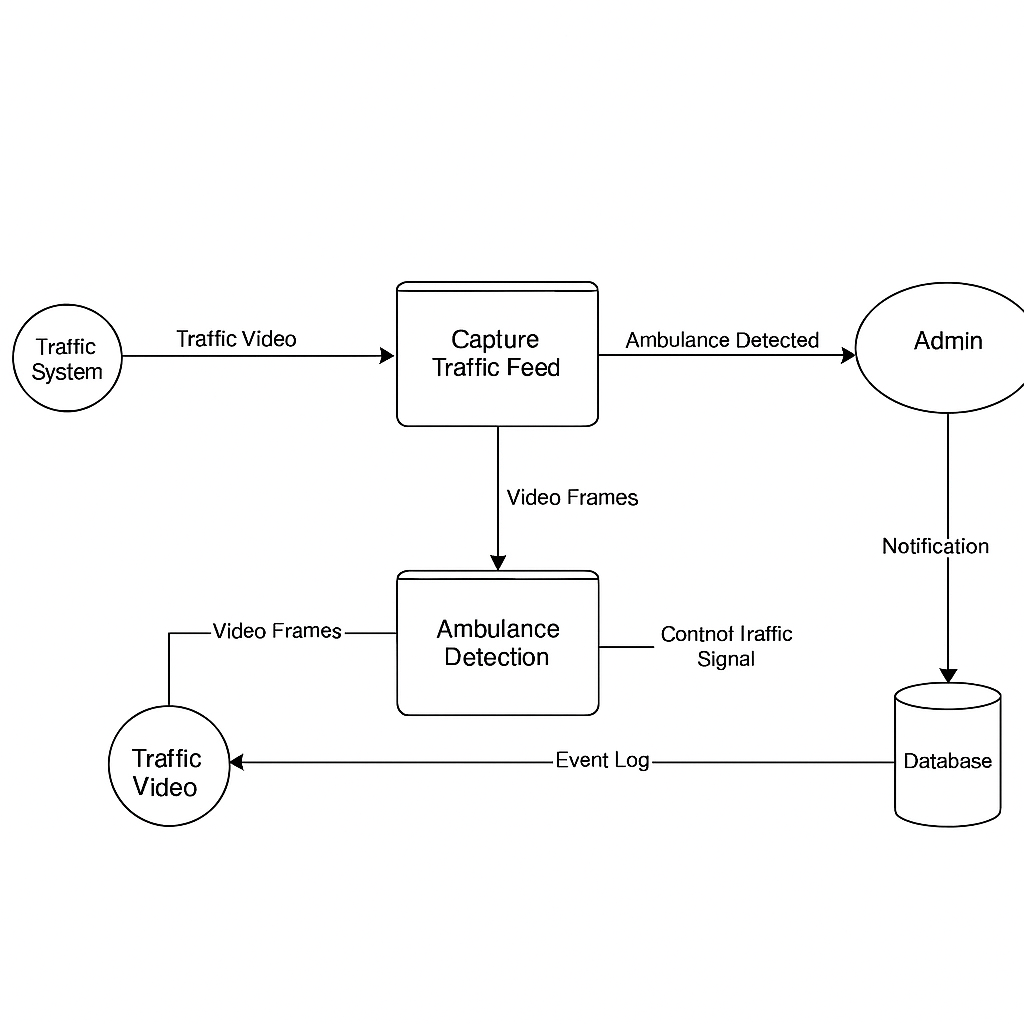 Traffic
System
Traffic Video
Capture
Traffic Feed
Ambulance Detected
Admin
Video Frames
Notification
Video Frames
Ambulance
Detection
Contnof Iraffic
Signal
Traffic
Video
Event Log
Database